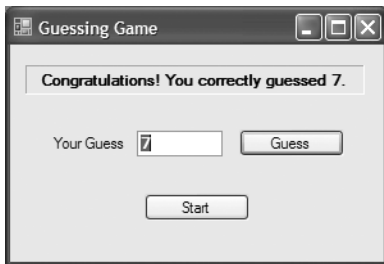 Guessing Game
Congratulations! You correctly guessed 7.
Your Guess 7 Guess
Start